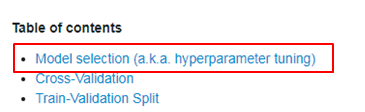 Table of contents
Model selection (a.k.a. hyperparameter tuning)
Cross-Validation
Train-Validation Split